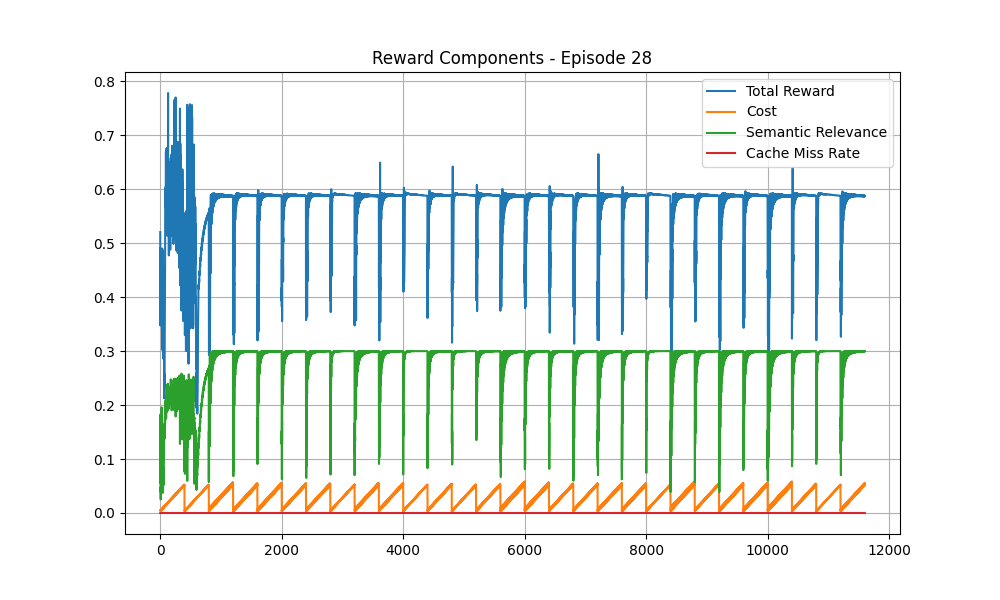 Reward Components - Episode 28
Total Reward
Cost
Semantic Relevance
Cache Miss Rate
0.8
0.7
0.6
0.5
0.4
0.3
0.2
0.1
0.0
0 2000 4000 6000 8000 10000 12000